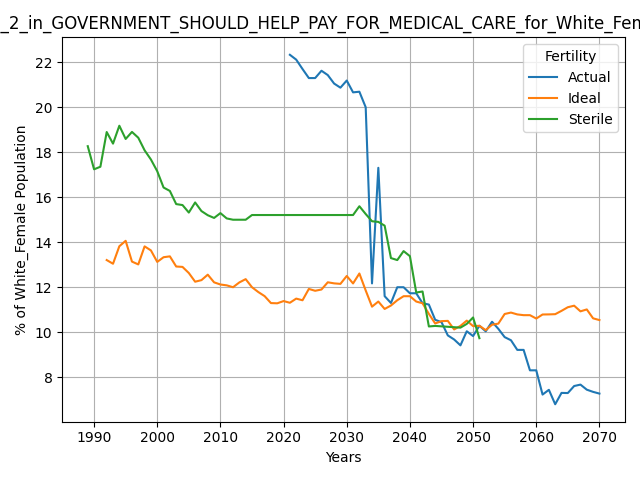 _2_in_GOVERNMENT_SHOULD_HELP_PAY_FOR_MEDICAL_CARE_for_White_Fem
Fertility
Actual
Ideal
Sterile
% of White_Female Population
22
20
18
16
14
12
10
8
1990 2000 2010 2020 2030 2040 2050 2060 2070
Years